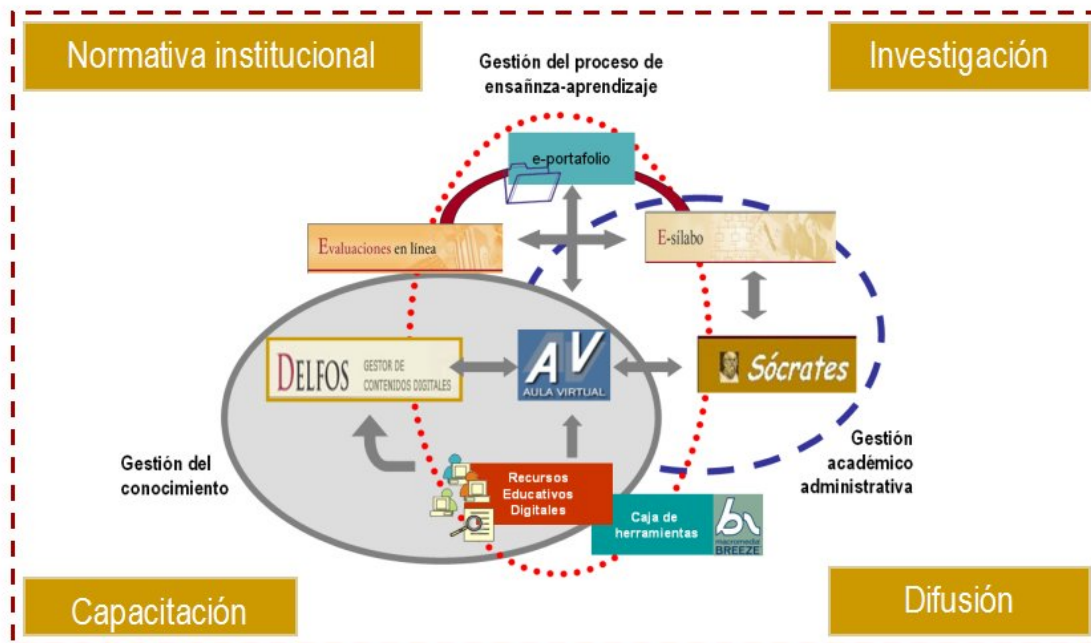 Normativa institucional
Investigación
Gestión del proceso de
ensañnza-aprendizaje
e-portafolio
Evaluaciones en línea
E-sílabo
DELFOS
GESTOR DE
CONTENIDOS DIGITALES
AV
AULA VIRTUAL
Sócrates
Gestión del
conocimiento
Gestión
académico
administrativa
Recursos
Educativos
Digitales
Caja de
herramientas
br
macromedia
BREEZE
Capacitación
Difusión